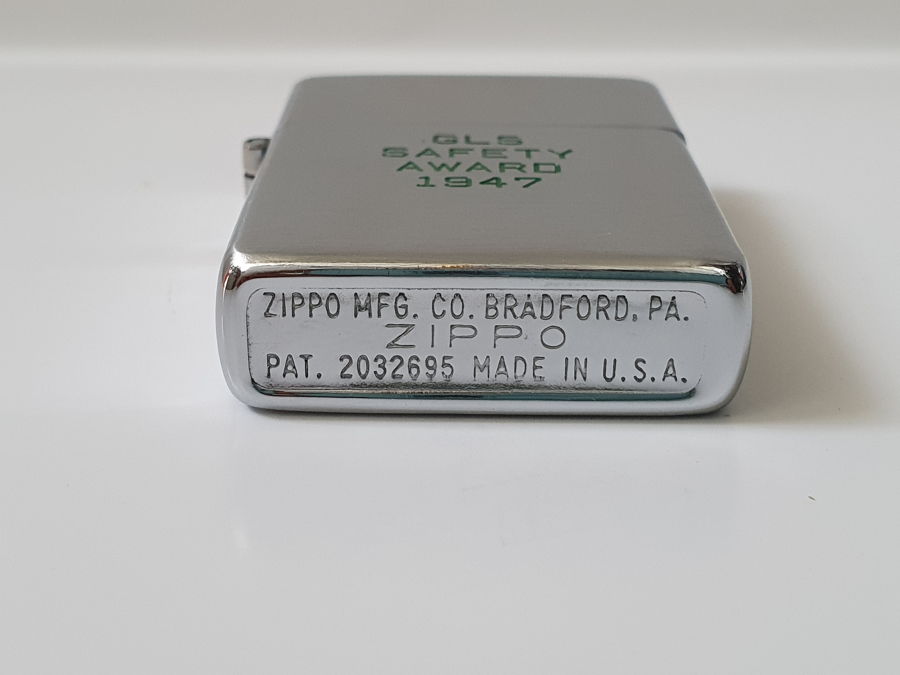 GLS
SAFETY
AWARD
1947
ZIPPO MFG. CO. BRADFORD, PA.
ZIPPO
PAT. 2032695 MADE IN U.S.A.